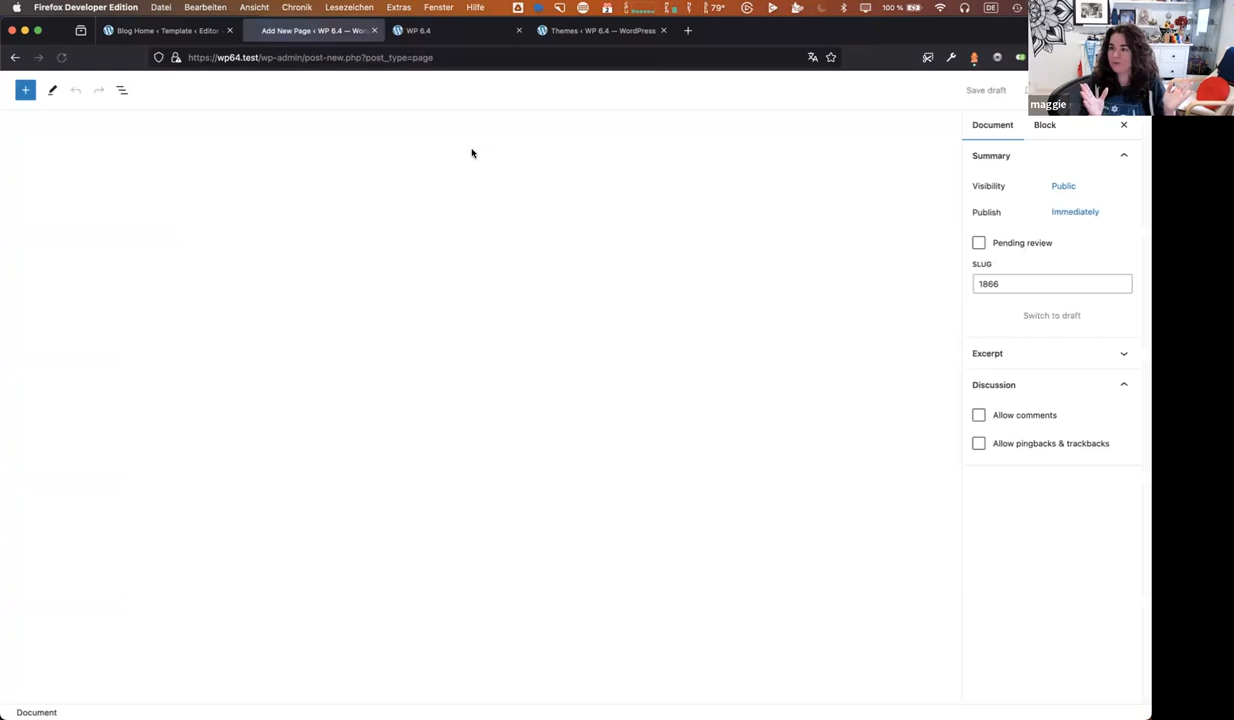 Firefox Developer Edition Datei Bearbeiten Ansicht Chronik Lesezeichen Extras Fenster Hilfe 79° 100 % DE
Blog Home ‹ Template ‹ Editor
Add New Page ‹ WP 6.4 — Wor
WP 6.4
Themes ‹ WP 6.4 — WordPress
https://wp64.test/wp-admin/post-new.php?post_type=page
maggie
Save draft
Document Block
Summary
Visibility Public
Publish Immediately
Pending review
SLUG
1866
Switch to draft
Excerpt
Discussion
Allow comments
Allow pingbacks & trackbacks
Document